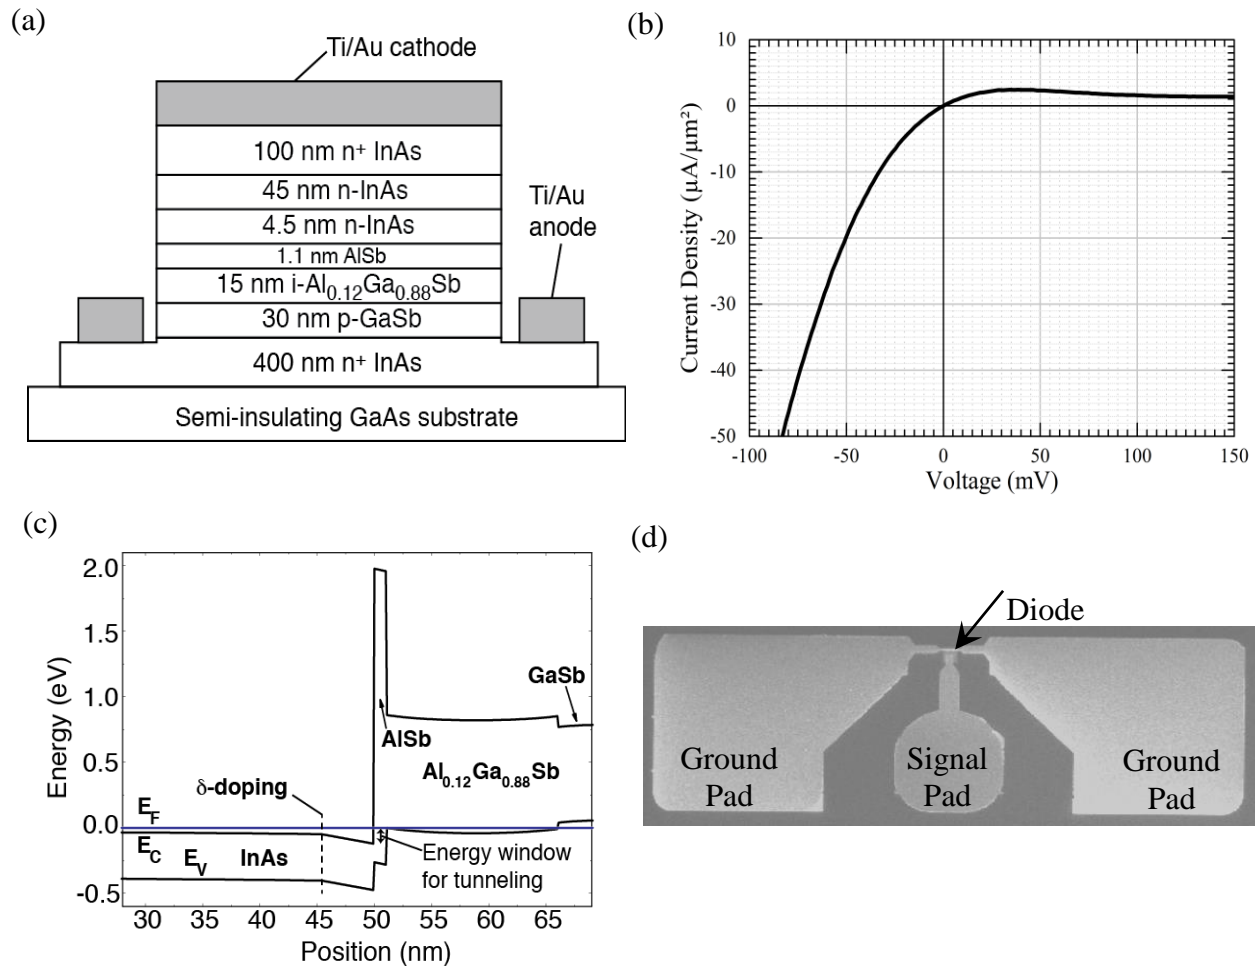 (a)
Ti/Au cathode
100 nm n⁺ InAs
45 nm n-InAs
4.5 nm n-InAs
1.1 nm AlSb
15 nm i-Al₀.₁₂Ga₀.₈₈Sb
30 nm p-GaSb
400 nm n⁺ InAs
Semi-insulating GaAs substrate
Ti/Au
anode
(b)
Current Density (µA/µm²)
10
0
-10
-20
-30
-40
-50
-100
-50
0
50
100
150
Voltage (mV)
(c)
Energy (eV)
2.0
1.5
1.0
0.5
0.0
-0.5
GaSb
AlSb
Al₀.₁₂Ga₀.₈₈Sb
δ-doping
E_F
E_C
E_V
InAs
Energy window
for tunneling
30
35
40
45
50
55
60
65
Position (nm)
(d)
Diode
Ground
Pad
Signal
Pad
Ground
Pad